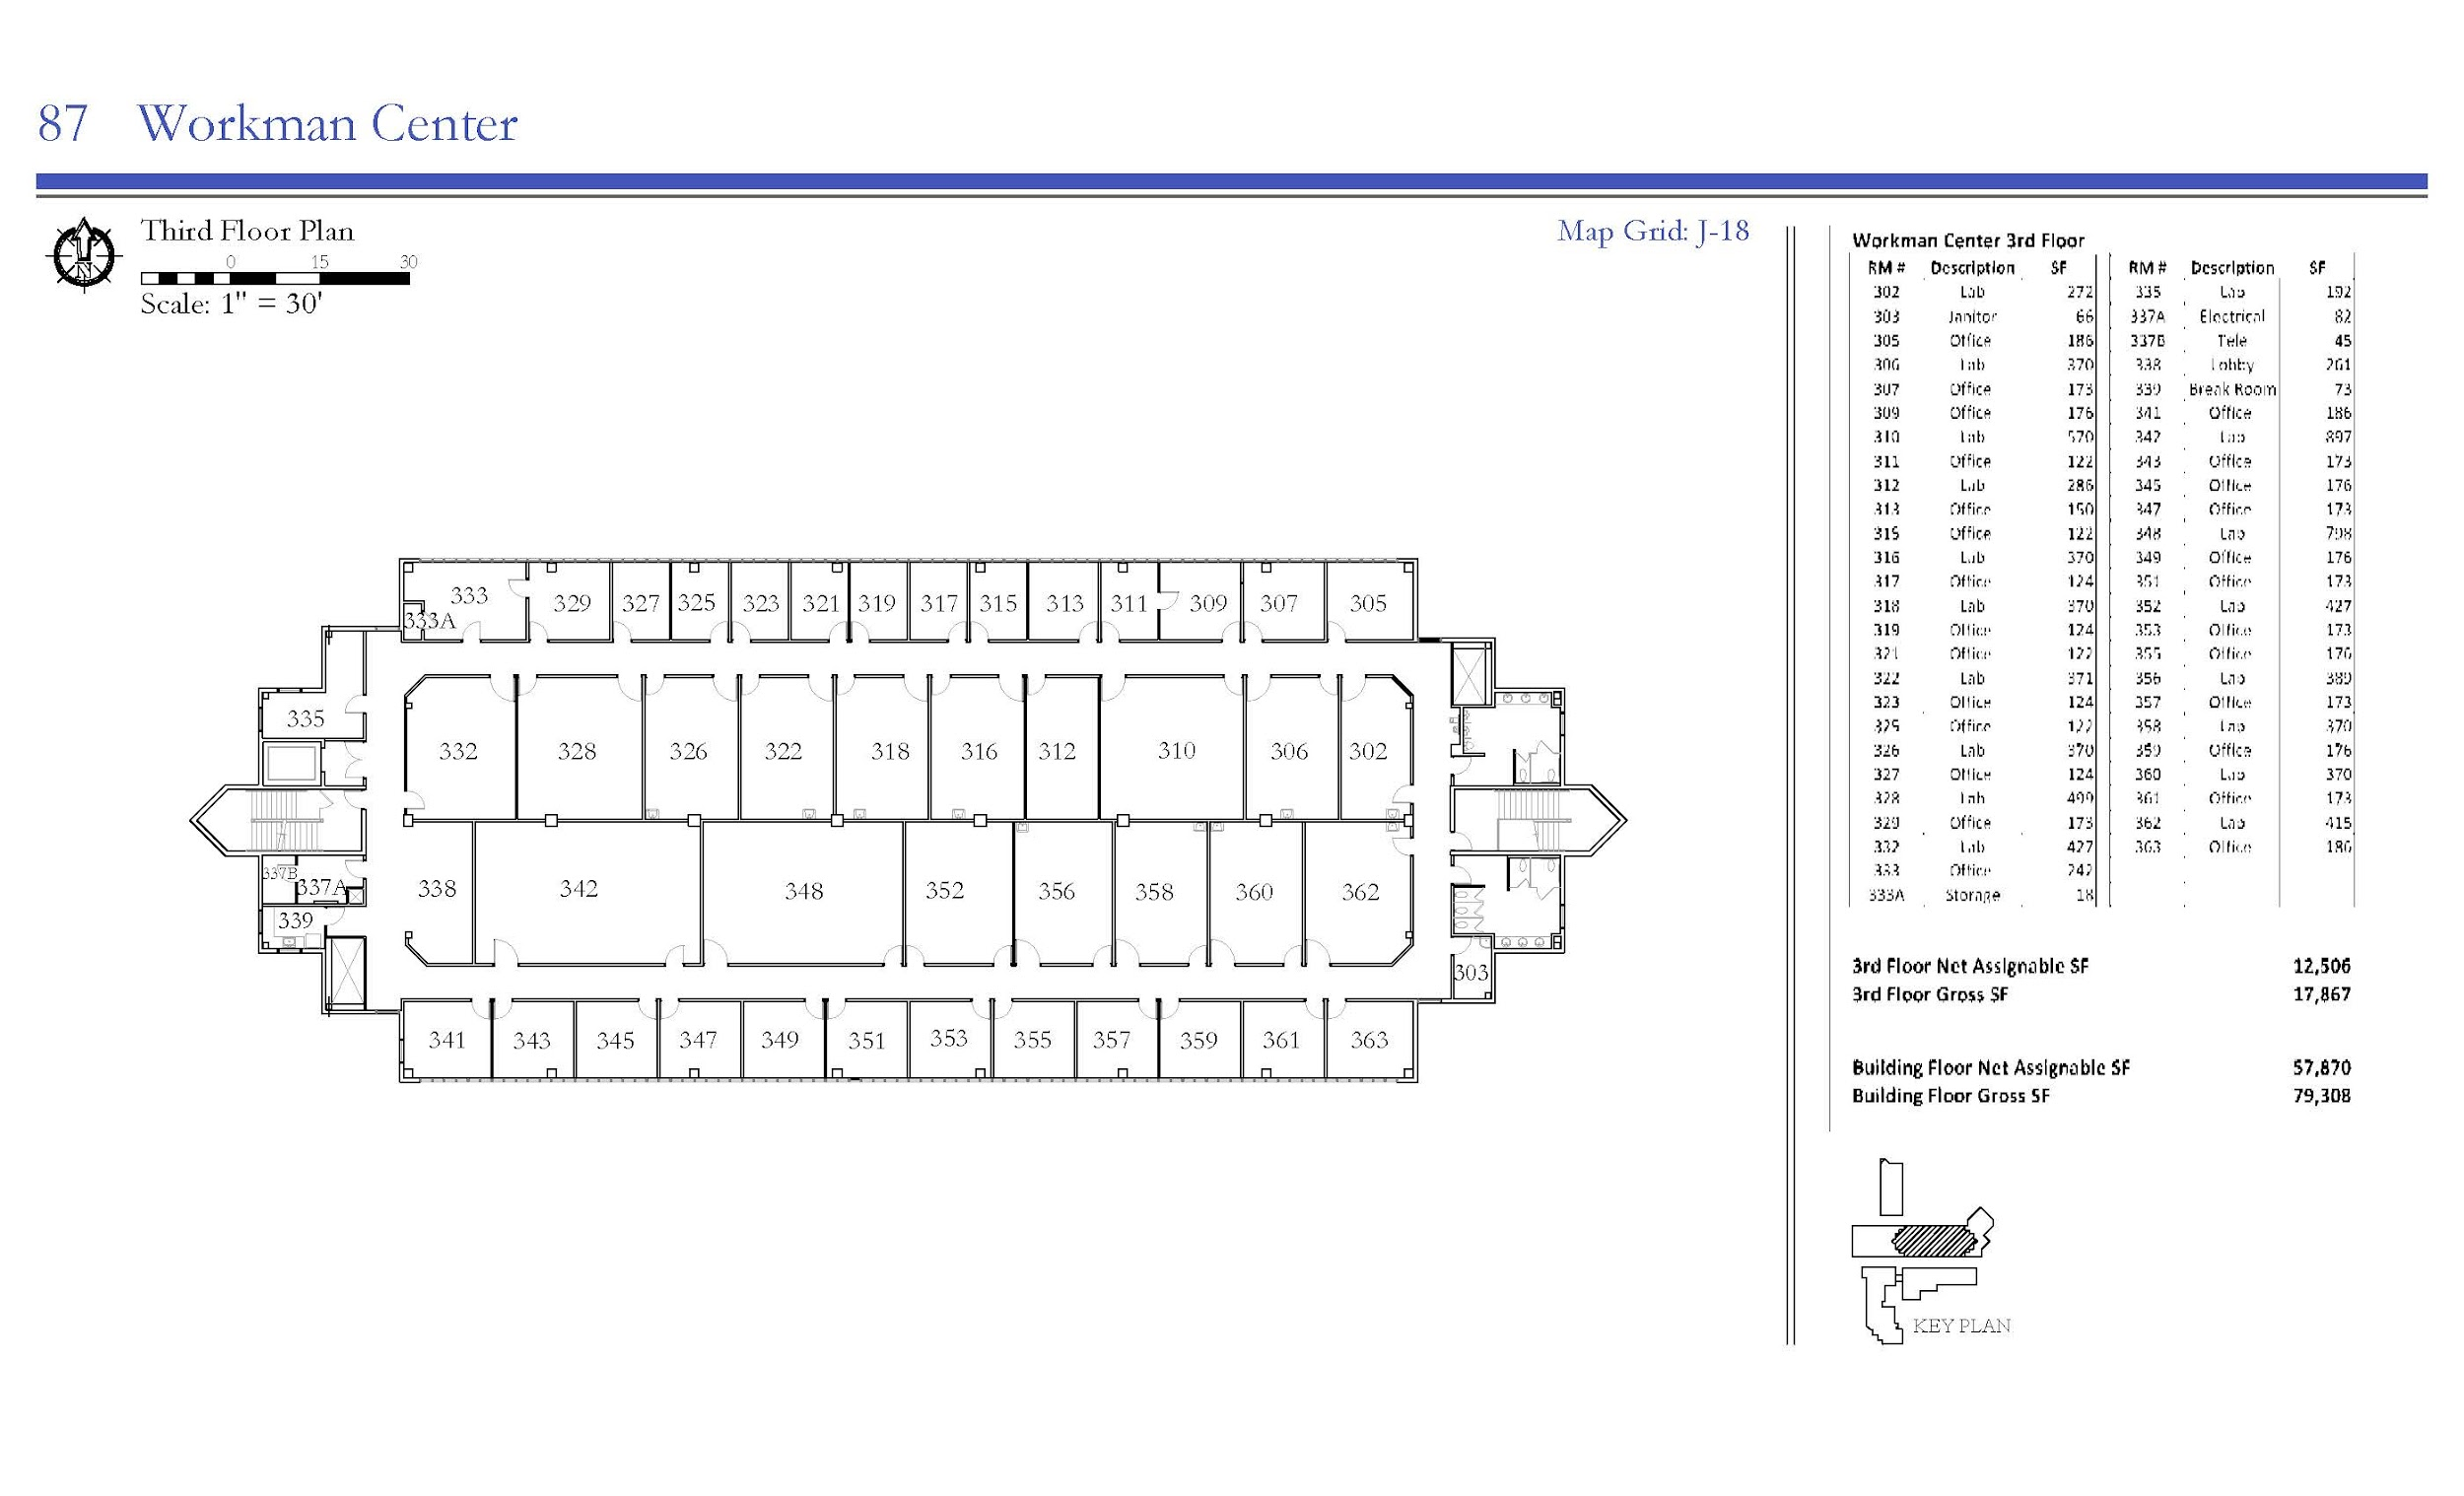 87 Workman Center
Third Floor Plan
0 15 30
Scale: 1" = 30'
N
Map Grid: J-18
333 329 327 325 323 321 319 317 315 313 311 309 307 305
333A
335
332 328 326 322 318 316 312 310 306 302
337B
337A
338 342 348 352 356 358 360 362
339
303
341 343 345 347 349 351 353 355 357 359 361 363
Workman Center 3rd Floor
RM # Description SF RM # Description SF
302 Lab 272 335 Lab 192
303 Janitor 66 337A Electrical 82
305 Office 186 337B Tele 45
306 Lab 370 338 Lobby 261
307 Office 173 339 Break Room 73
309 Office 176 341 Office 186
310 Lab 570 342 Lab 897
311 Office 122 343 Office 173
312 Lab 286 345 Office 176
313 Office 150 347 Office 173
315 Office 122 348 Lab 798
316 Lab 370 349 Office 176
317 Office 124 351 Office 173
318 Lab 370 352 Lab 427
319 Office 124 353 Office 173
321 Office 122 355 Office 176
322 Lab 371 356 Lab 389
323 Office 124 357 Office 173
325 Office 122 358 Lab 370
326 Lab 370 359 Office 176
327 Office 124 360 Lab 370
328 Lab 499 361 Office 173
329 Office 173 362 Lab 415
332 Lab 427 363 Office 186
333 Office 242
333A Storage 18
3rd Floor Net Assignable SF 12,506
3rd Floor Gross SF 17,867
Building Floor Net Assignable SF 57,870
Building Floor Gross SF 79,308
KEY PLAN